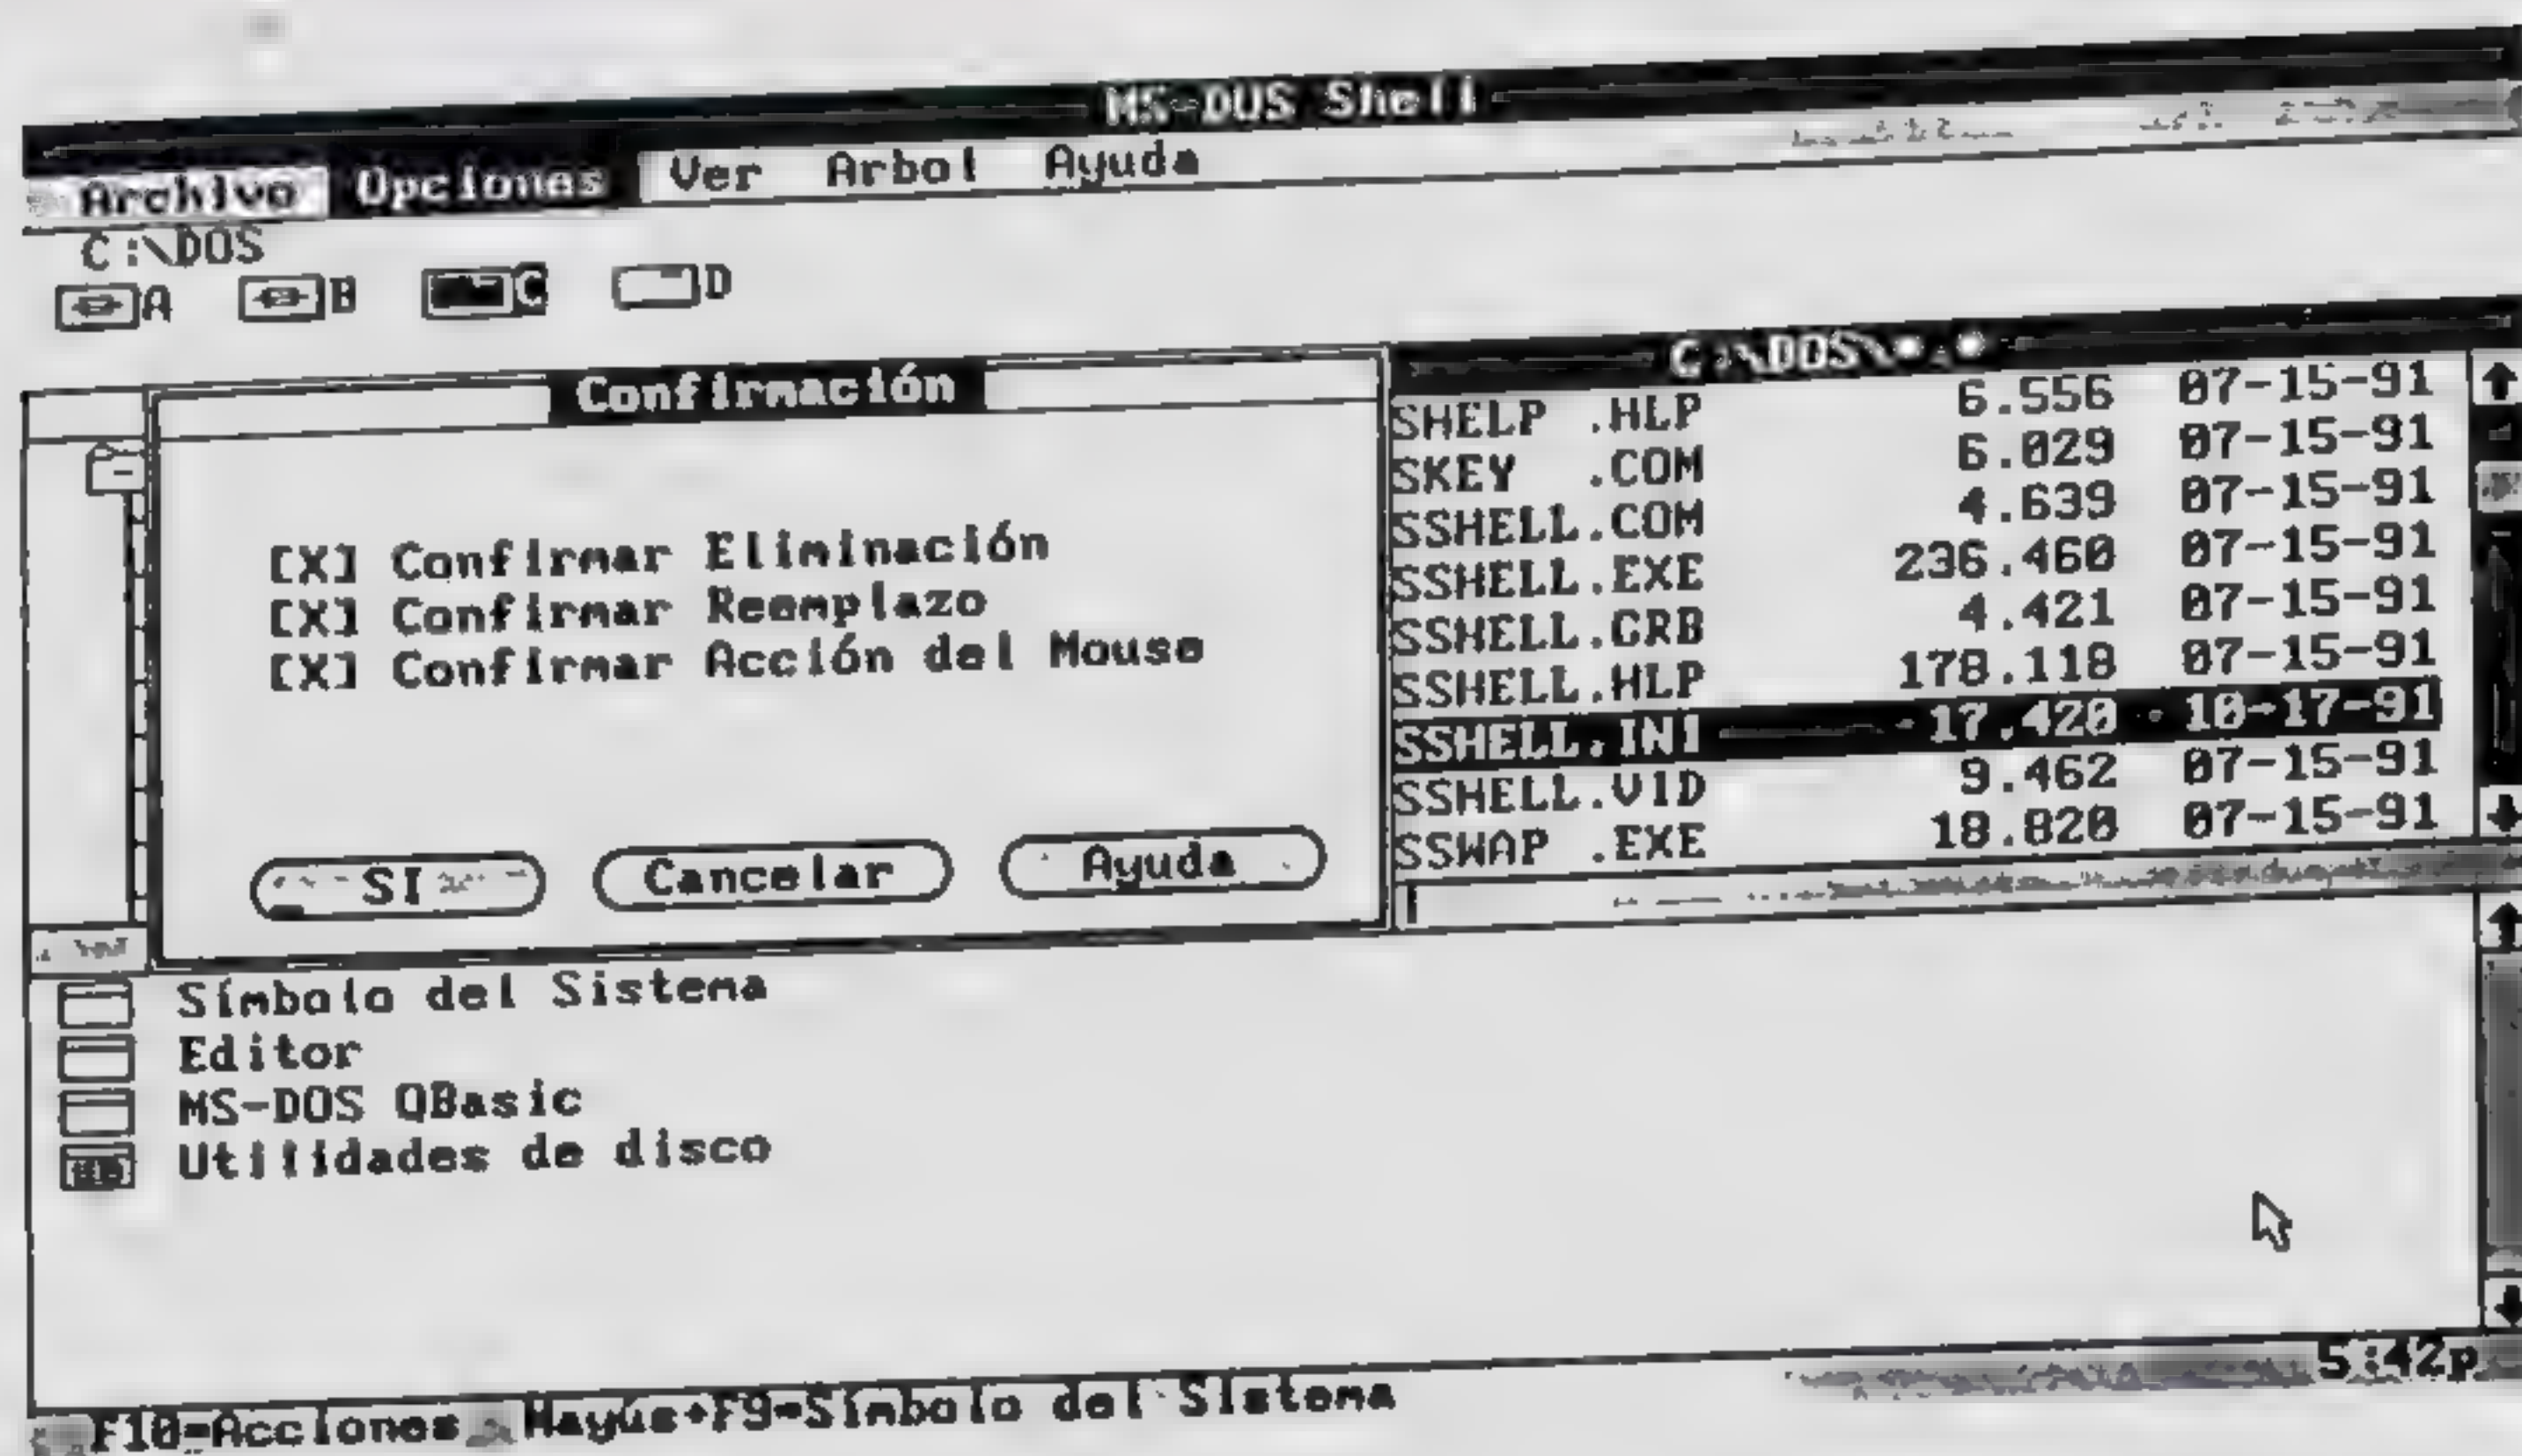 MS-DOS Shell
Archivo Opciones Ver Arbol Ayuda
C:\DOS
A B C D
Confirmación
[X] Confirmar Eliminación
[X] Confirmar Reemplazo
[X] Confirmar Acción del Mouse
SI Cancelar Ayuda
C:\DOS\*.*
SHELP .HLP 6.556 07-15-91
SKEY .COM 6.029 07-15-91
SSHELL.COM 4.639 07-15-91
SSHELL.EXE 236.460 07-15-91
SSHELL.GRB 4.421 07-15-91
SSHELL.HLP 178.118 07-15-91
SSHELL.INI 17.420 10-17-91
SSHELL.VID 9.462 07-15-91
SSWAP .EXE 18.820 07-15-91
Símbolo del Sistema
Editor
MS-DOS QBasic
Utilidades de disco
F10=Acciones Mayús+F9=Símbolo del Sistema 5:42p